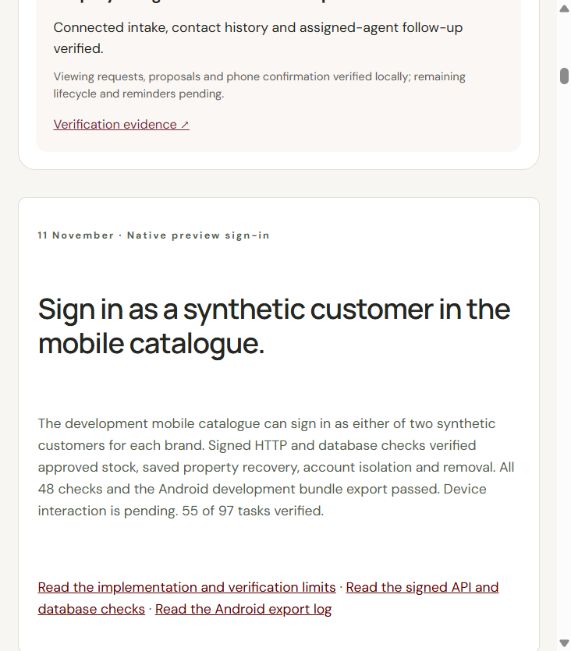 Connected intake, contact history and assigned-agent follow-up
verified.
Viewing requests, proposals and phone confirmation verified locally; remaining
lifecycle and reminders pending.
Verification evidence ↗
11 November · Native preview sign-in
Sign in as a synthetic customer in the
mobile catalogue.
The development mobile catalogue can sign in as either of two synthetic
customers for each brand. Signed HTTP and database checks verified
approved stock, saved property recovery, account isolation and removal. All
48 checks and the Android development bundle export passed. Device
interaction is pending. 55 of 97 tasks verified.
Read the implementation and verification limits · Read the signed API and
database checks · Read the Android export log